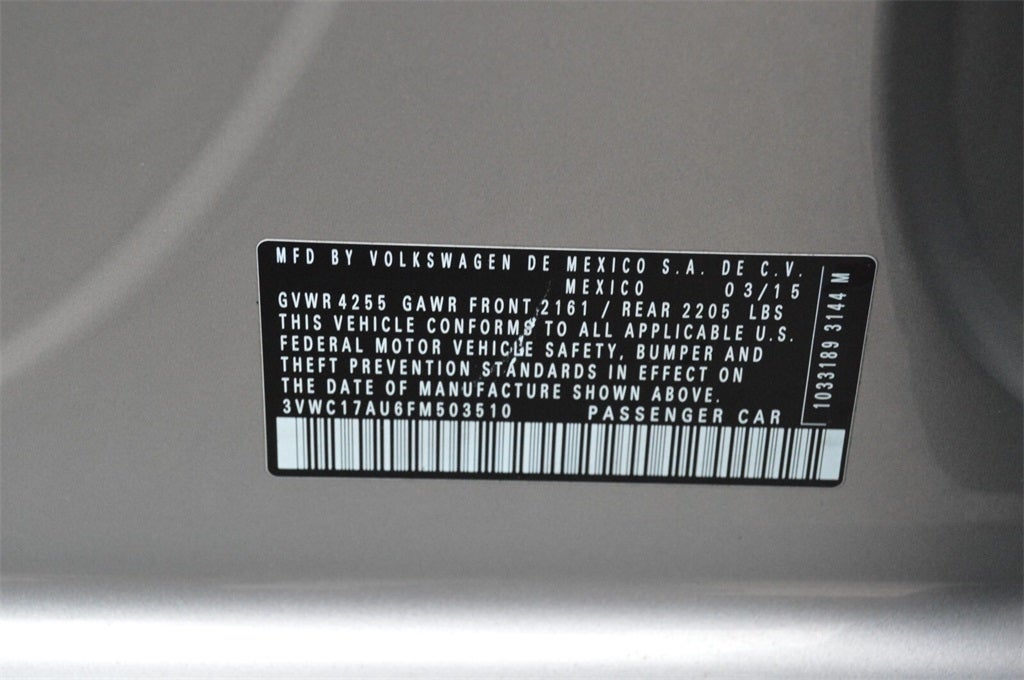 MFD BY VOLKSWAGEN DE MEXICO S.A. DE C.V.
MEXICO 03/15
GVWR 4255 GAWR FRONT 2161 / REAR 2205 LBS
THIS VEHICLE CONFORMS TO ALL APPLICABLE U.S.
FEDERAL MOTOR VEHICLE SAFETY, BUMPER AND
THEFT PREVENTION STANDARDS IN EFFECT ON
THE DATE OF MANUFACTURE SHOWN ABOVE.
3VWC17AU6FM503510 PASSENGER CAR
1033189 3144 M